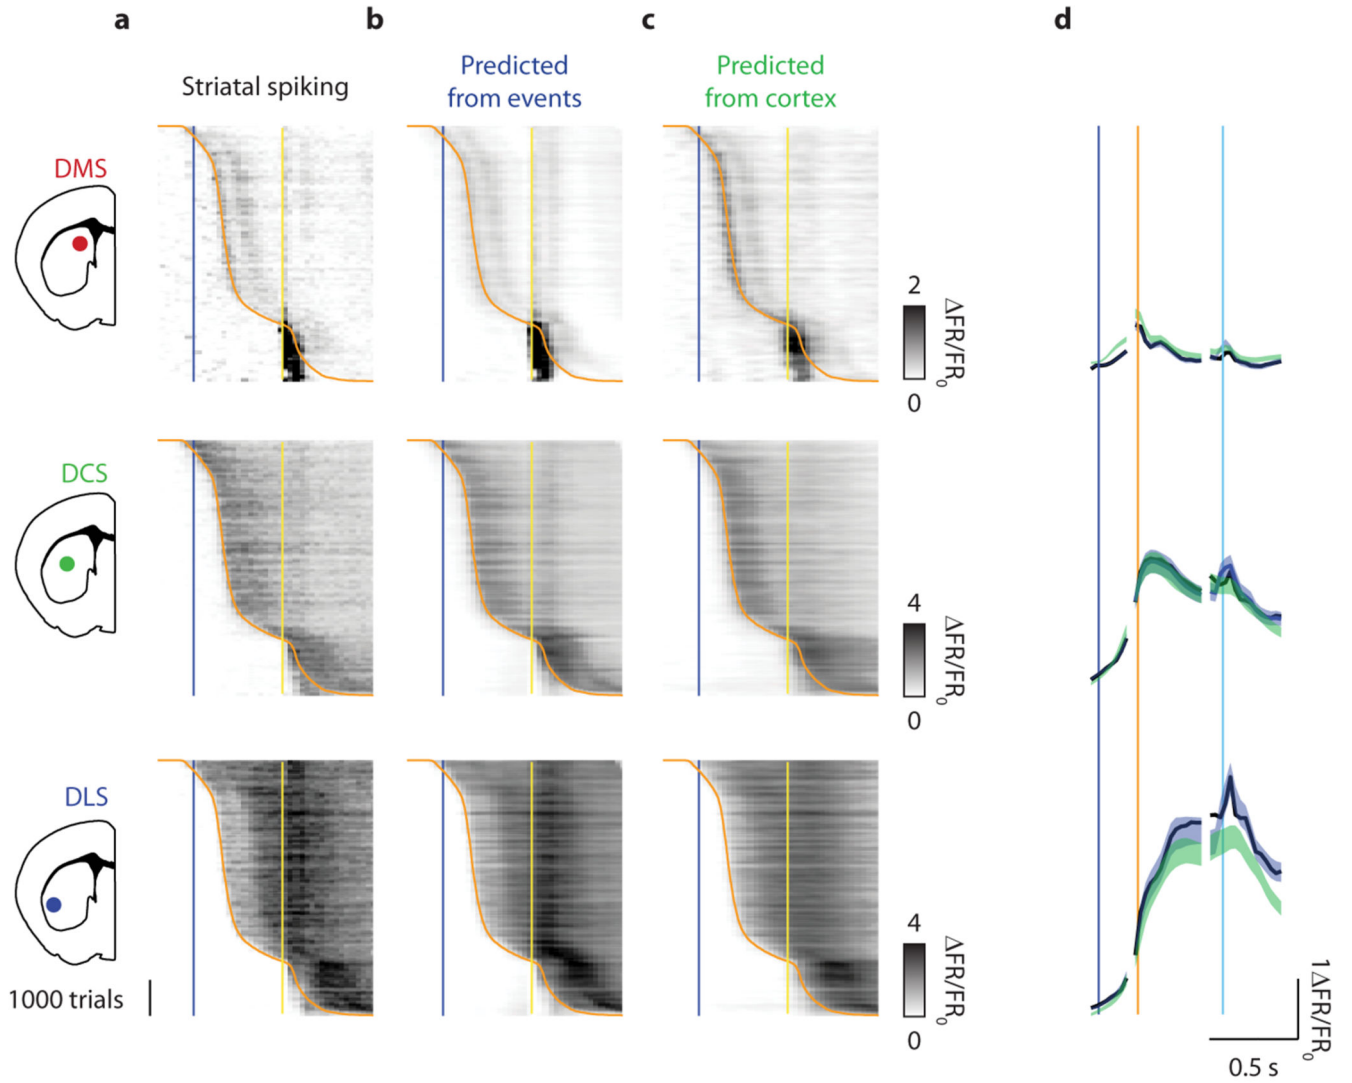 a
b
c
d
Striatal spiking
Predicted
from events
Predicted
from cortex
DMS
2
ΔFR/FR0
0
DCS
4
ΔFR/FR0
0
DLS
4
ΔFR/FR0
0
1000 trials
1ΔFR/FR0
0.5 s